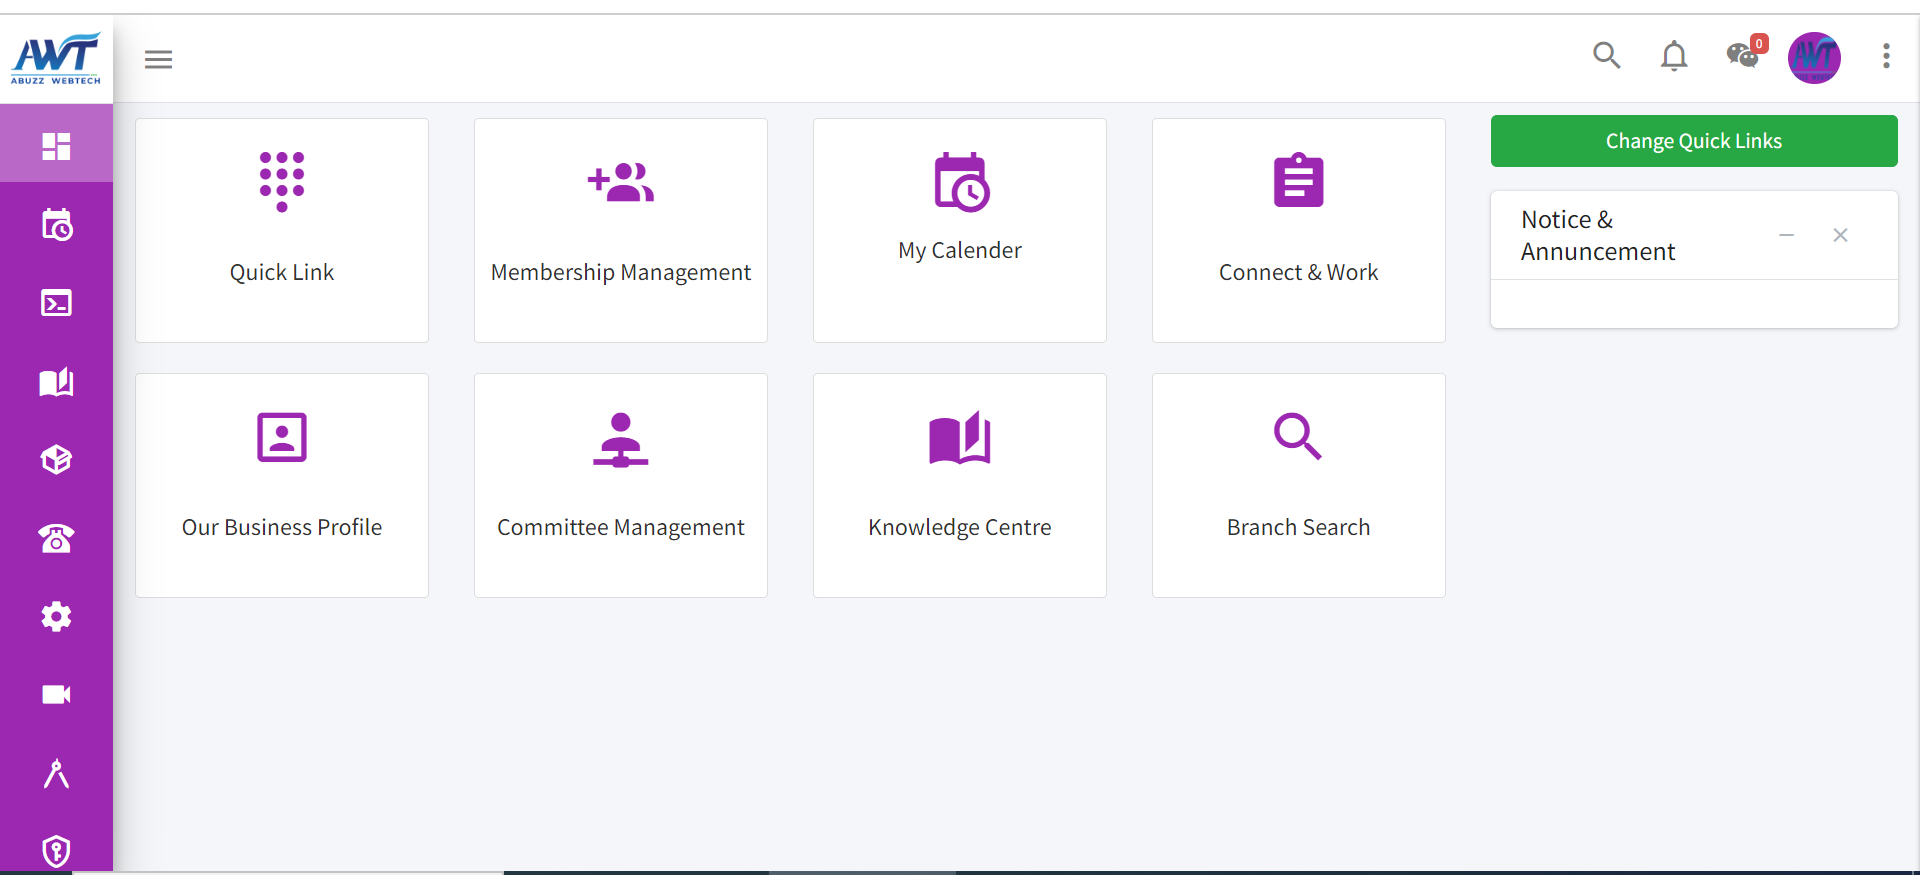 AWT
ABUZZ WEBTECH
0
AWT
Quick Link
Membership Management
My Calender
Connect & Work
Change Quick Links
Notice &
Annuncement
Our Business Profile
Committee Management
Knowledge Centre
Branch Search